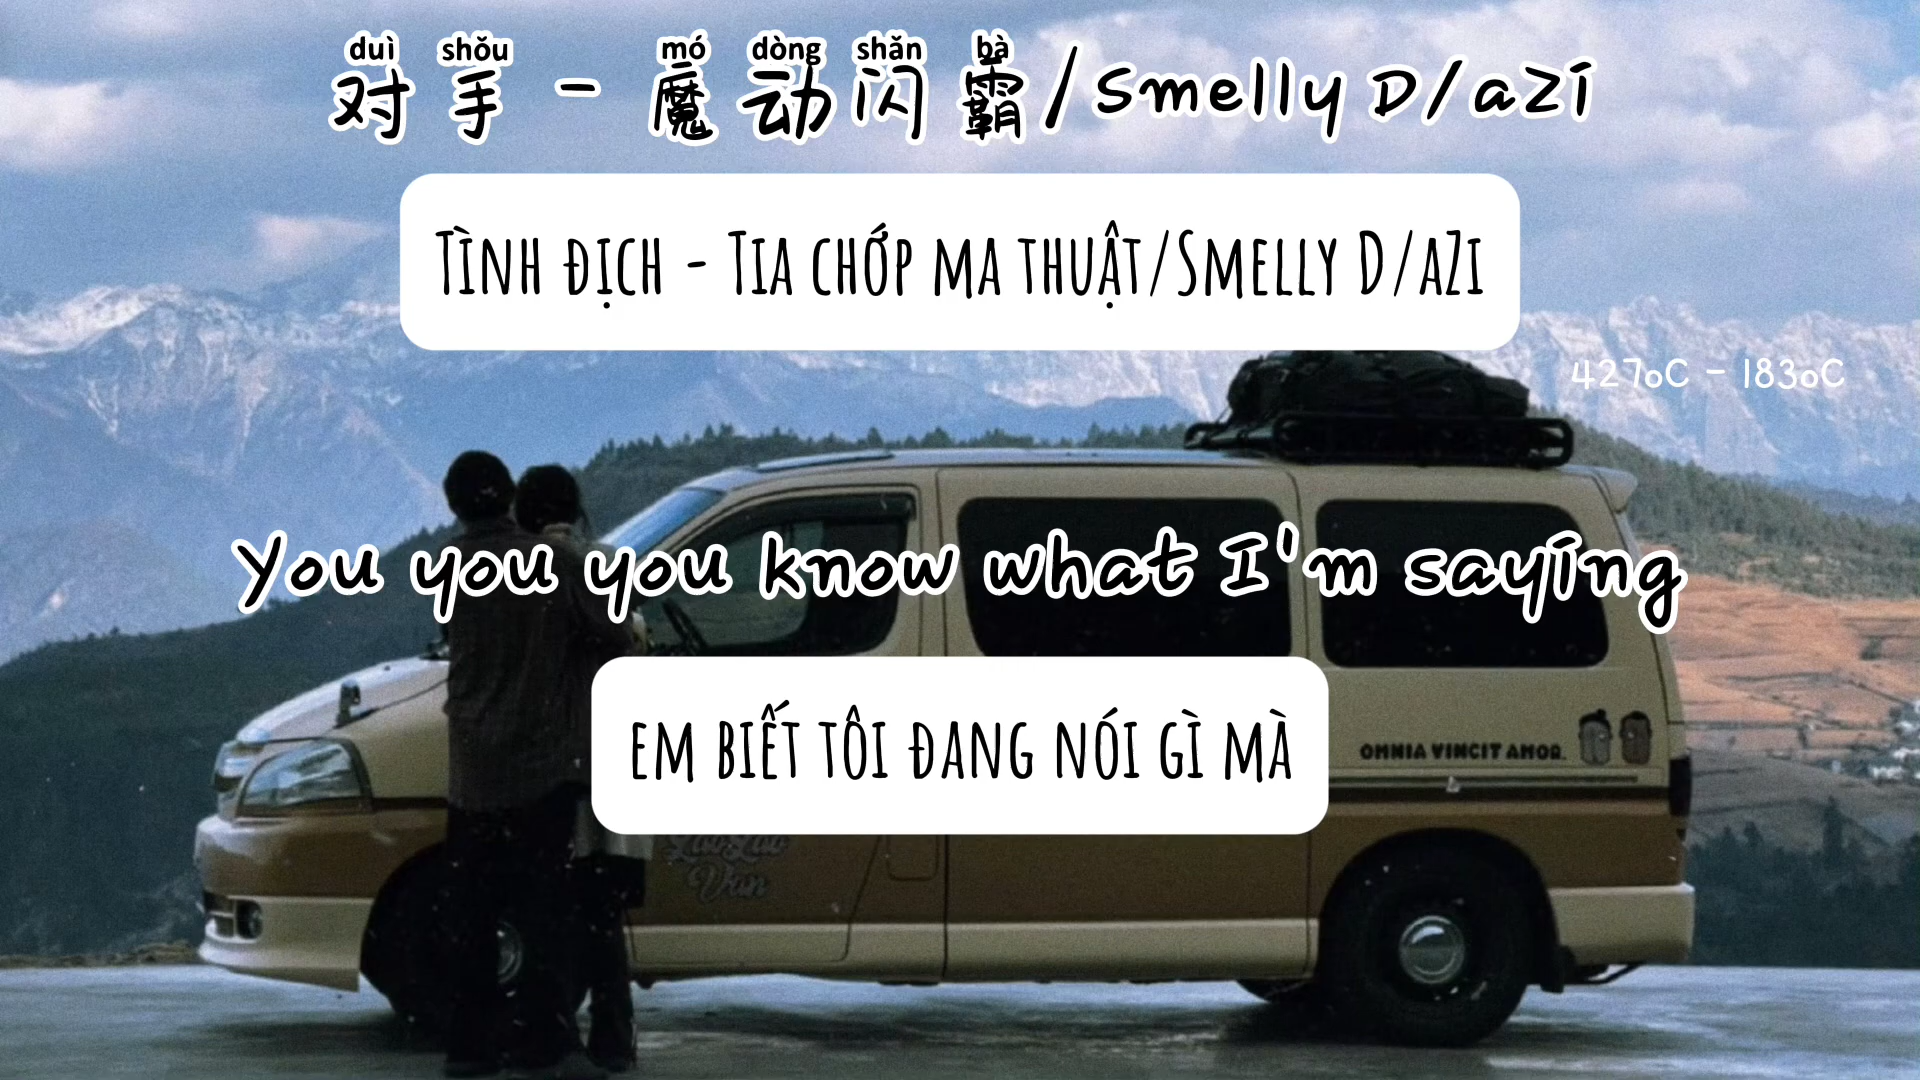 duì shǒu mó dòng shǎn bà
对手 - 魔动闪霸/Smelly D/aZi
Tình địch - Tia chớp ma thuật/Smelly D/aZi
427oC - 183oC
You you you know what I'm saying
em biết tôi đang nói gì mà
OMNIA VINCIT AMOR.
LaoLao
Van